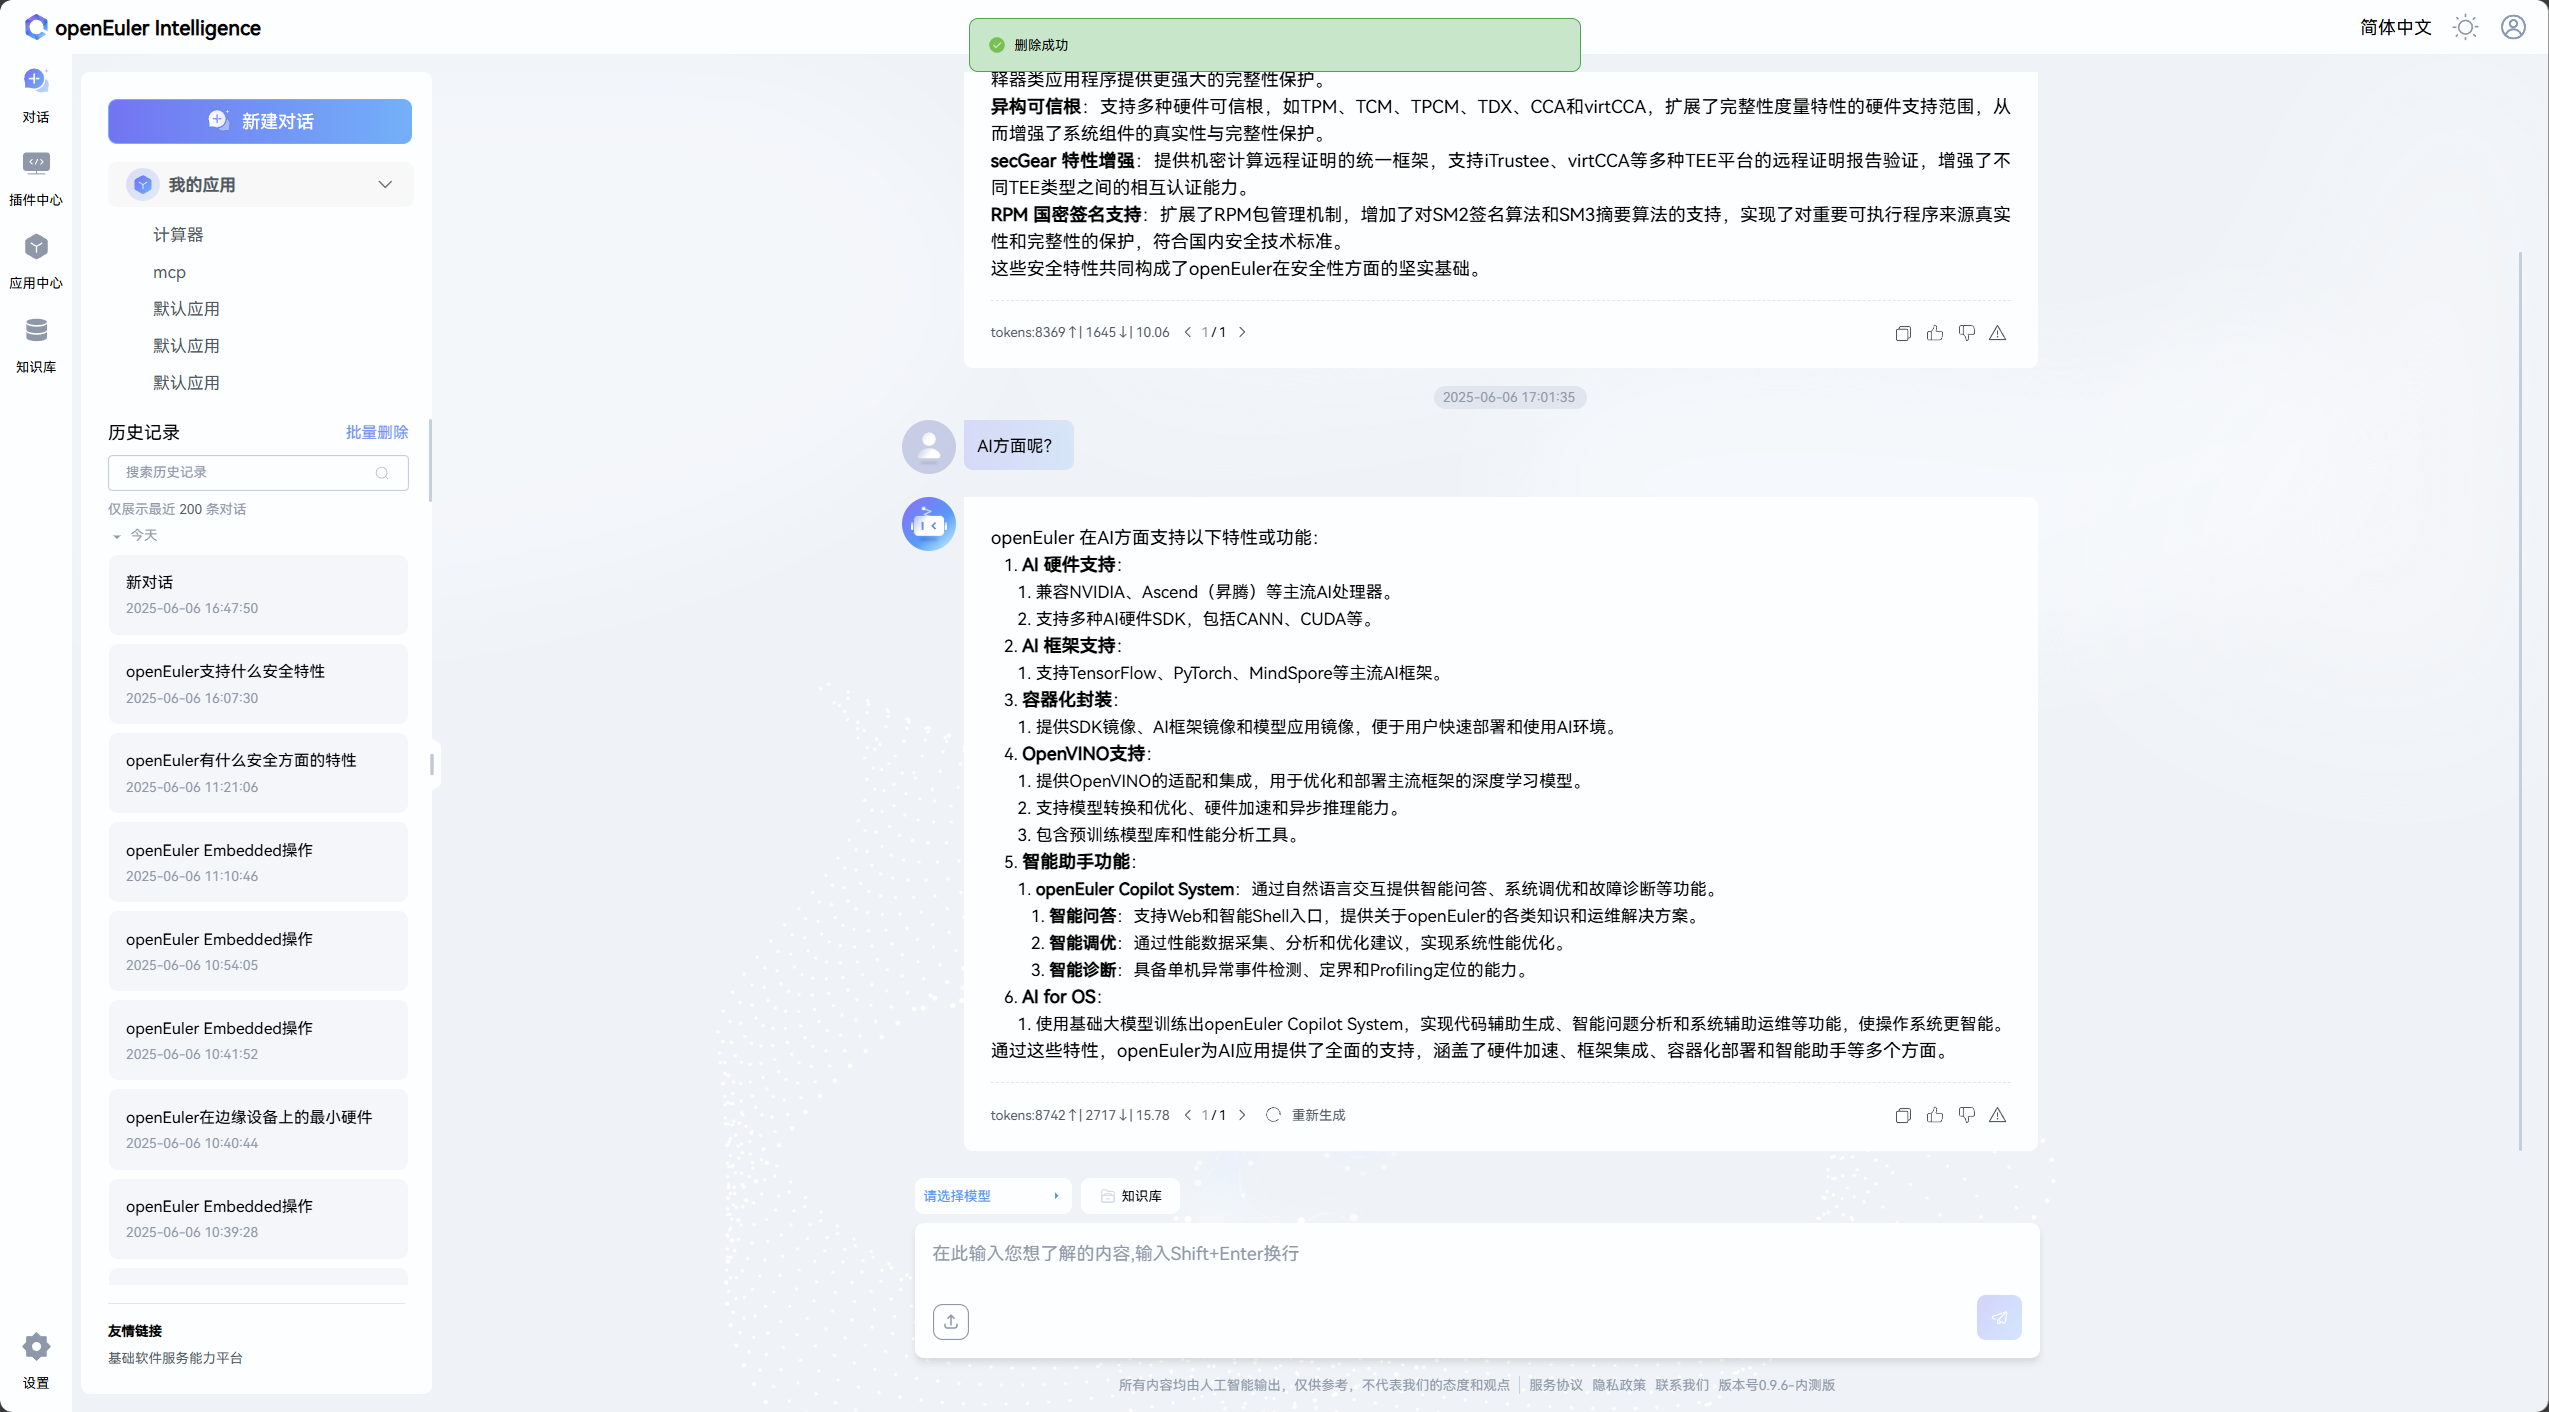 openEuler Intelligence
删除成功
简体中文
对话
插件中心
应用中心
知识库
设置
新建对话
我的应用
计算器
mcp
默认应用
默认应用
默认应用
历史记录
批量删除
搜索历史记录
仅展示最近 200 条对话
今天
新对话
2025-06-06 16:47:50
openEuler支持什么安全特性
2025-06-06 16:07:30
openEuler有什么安全方面的特性
2025-06-06 11:21:06
openEuler Embedded操作
2025-06-06 11:10:46
openEuler Embedded操作
2025-06-06 10:54:05
openEuler Embedded操作
2025-06-06 10:41:52
openEuler在边缘设备上的最小硬件
2025-06-06 10:40:44
openEuler Embedded操作
2025-06-06 10:39:28
友情链接
基础软件服务能力平台
释器类应用程序提供更强大的完整性保护。
异构可信根：支持多种硬件可信根，如TPM、TCM、TPCM、TDX、CCA和virtCCA，扩展了完整性度量特性的硬件支持范围，从
而增强了系统组件的真实性与完整性保护。
secGear 特性增强：提供机密计算远程证明的统一框架，支持iTrustee、virtCCA等多种TEE平台的远程证明报告验证，增强了不
同TEE类型之间的相互认证能力。
RPM 国密签名支持：扩展了RPM包管理机制，增加了对SM2签名算法和SM3摘要算法的支持，实现了对重要可执行程序来源真实
性和完整性的保护，符合国内安全技术标准。
这些安全特性共同构成了openEuler在安全性方面的坚实基础。
tokens:8369↑| 1645↓| 10.06 < 1 / 1 >
2025-06-06 17:01:35
AI方面呢？
openEuler 在AI方面支持以下特性或功能：
1. AI 硬件支持：
1. 兼容NVIDIA、Ascend（昇腾）等主流AI处理器。
2. 支持多种AI硬件SDK，包括CANN、CUDA等。
2. AI 框架支持：
1. 支持TensorFlow、PyTorch、MindSpore等主流AI框架。
3. 容器化封装：
1. 提供SDK镜像、AI框架镜像和模型应用镜像，便于用户快速部署和使用AI环境。
4. OpenVINO支持：
1. 提供OpenVINO的适配和集成，用于优化和部署主流框架的深度学习模型。
2. 支持模型转换和优化、硬件加速和异步推理能力。
3. 包含预训练模型库和性能分析工具。
5. 智能助手功能：
1. openEuler Copilot System：通过自然语言交互提供智能问答、系统调优和故障诊断等功能。
1. 智能问答：支持Web和智能Shell入口，提供关于openEuler的各类知识和运维解决方案。
2. 智能调优：通过性能数据采集、分析和优化建议，实现系统性能优化。
3. 智能诊断：具备单机异常事件检测、定界和Profiling定位的能力。
6. AI for OS：
1. 使用基础大模型训练出openEuler Copilot System，实现代码辅助生成、智能问题分析和系统辅助运维等功能，使操作系统更智能。
通过这些特性，openEuler为AI应用提供了全面的支持，涵盖了硬件加速、框架集成、容器化部署和智能助手等多个方面。
tokens:8742↑| 2717↓| 15.78 < 1 / 1 > 重新生成
请选择模型
知识库
在此输入您想了解的内容,输入Shift+Enter换行
所有内容均由人工智能输出，仅供参考，不代表我们的态度和观点 | 服务协议 隐私政策 联系我们 版本号0.9.6-内测版